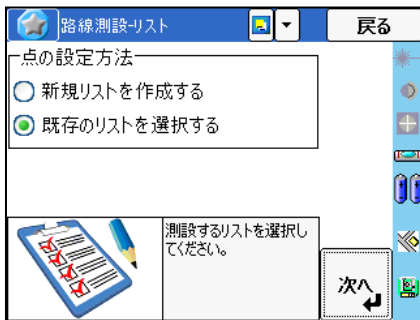 路線測設-リスト
戻る
点の設定方法
新規リストを作成する
既存のリストを選択する
測設するリストを選択し
てください。
次へ